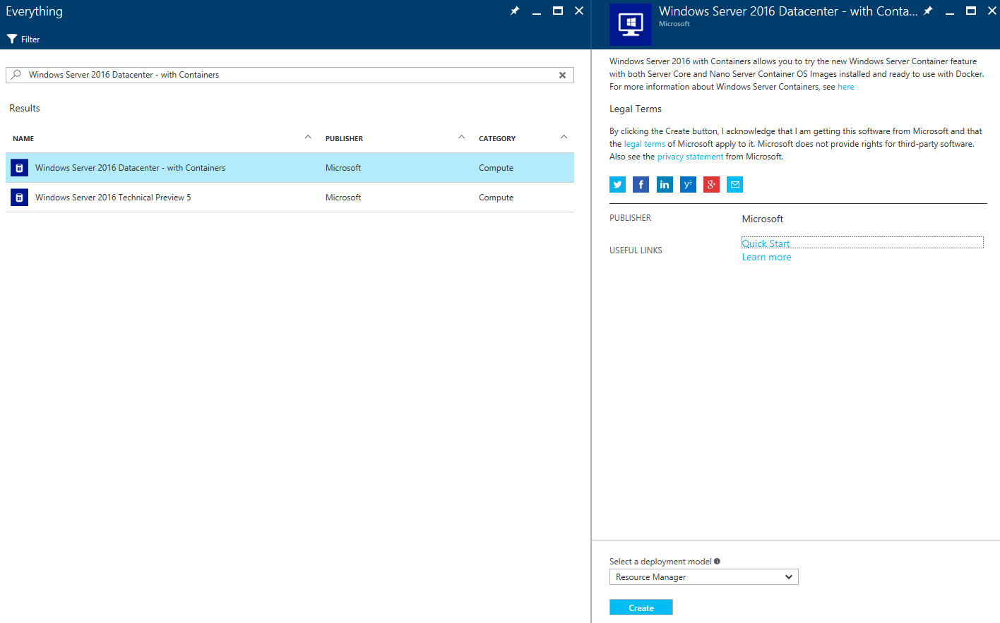 Everything
Filter
Windows Server 2016 Datacenter - with Containers
Results
NAME PUBLISHER CATEGORY
Windows Server 2016 Datacenter - with Containers Microsoft Compute
Windows Server 2016 Technical Preview 5 Microsoft Compute
Windows Server 2016 Datacenter - with Conta...
Microsoft
Windows Server 2016 with Containers allows you to try the new Windows Server Container feature
with both Server Core and Nano Server Container OS Images installed and ready to use with Docker.
For more information about Windows Server Containers, see here
Legal Terms
By clicking the Create button, I acknowledge that I am getting this software from Microsoft and that
the legal terms of Microsoft apply to it. Microsoft does not provide rights for third-party software.
Also see the privacy statement from Microsoft.
PUBLISHER Microsoft
USEFUL LINKS Quick Start
Learn more
Select a deployment model
Resource Manager
Create